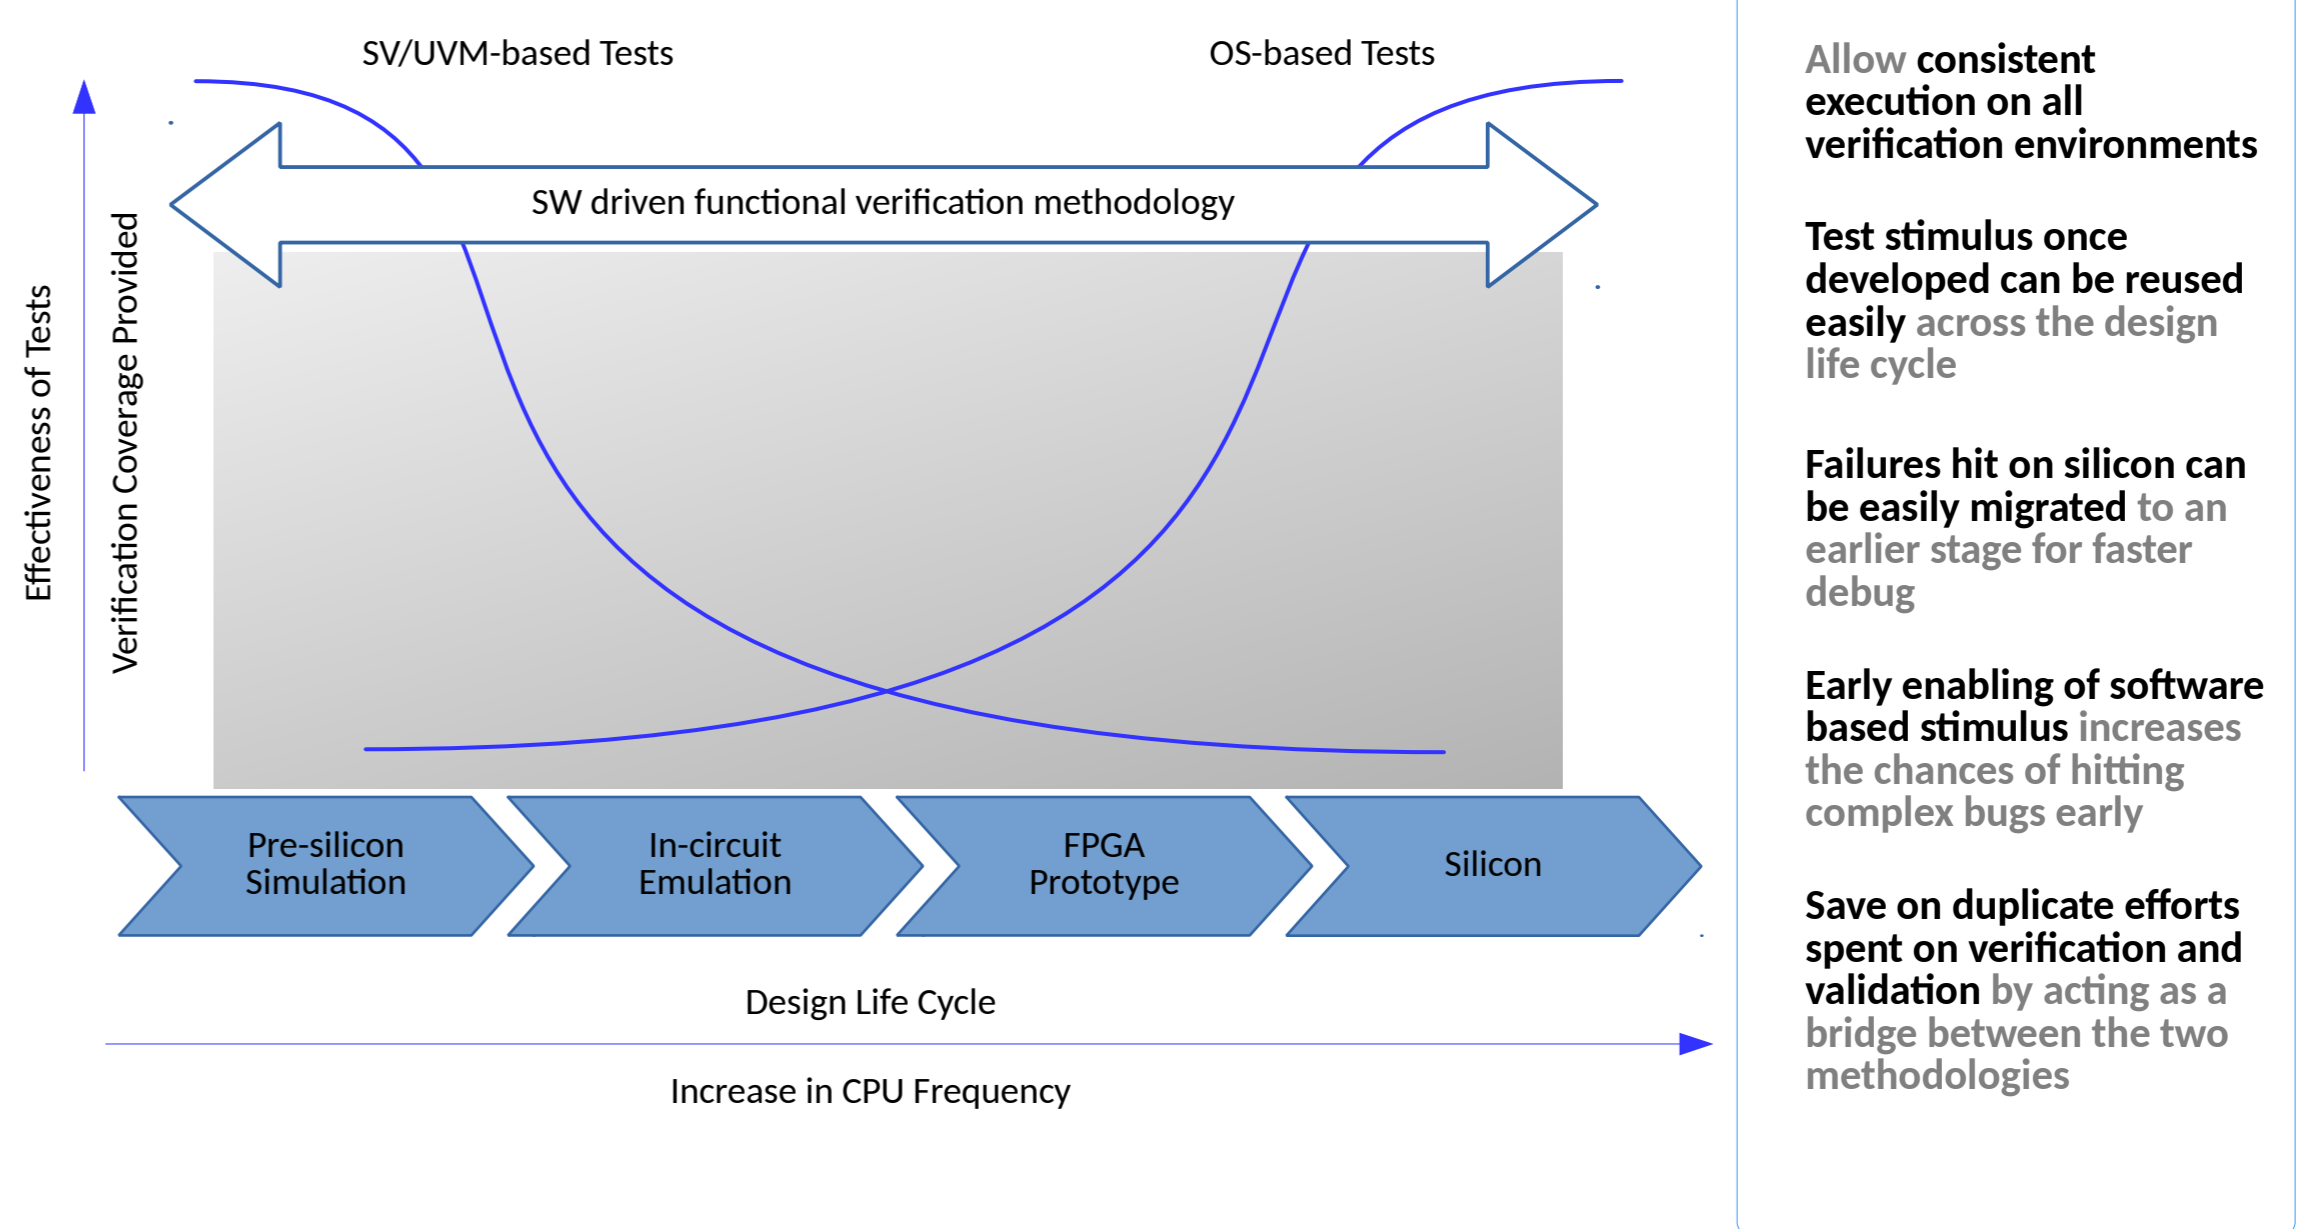 SV/UVM-based Tests
OS-based Tests
SW driven functional verification methodology
Effectiveness of Tests
Verification Coverage Provided
Pre-silicon
Simulation
In-circuit
Emulation
FPGA
Prototype
Silicon
Design Life Cycle
Increase in CPU Frequency
Allow consistent
execution on all
verification environments
Test stimulus once
developed can be reused
easily across the design
life cycle
Failures hit on silicon can
be easily migrated to an
earlier stage for faster
debug
Early enabling of software
based stimulus increases
the chances of hitting
complex bugs early
Save on duplicate efforts
spent on verification and
validation by acting as a
bridge between the two
methodologies